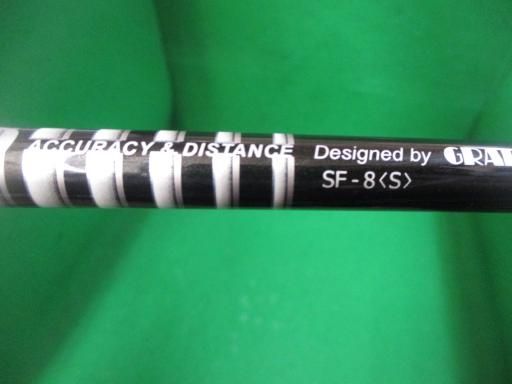 ACCURACY & DISTANCE Designed by
SF-8<S>